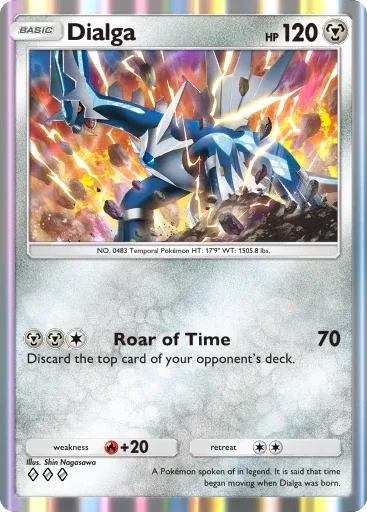 BASIC Dialga HP 120
NO. 0483 Temporal Pokémon HT: 17'9" WT: 1505.8 lbs.
Roar of Time 70
Discard the top card of your opponent's deck.
weakness +20 retreat
Illus. Shin Nagasawa
A Pokémon spoken of in legend. It is said that time
began moving when Dialga was born.